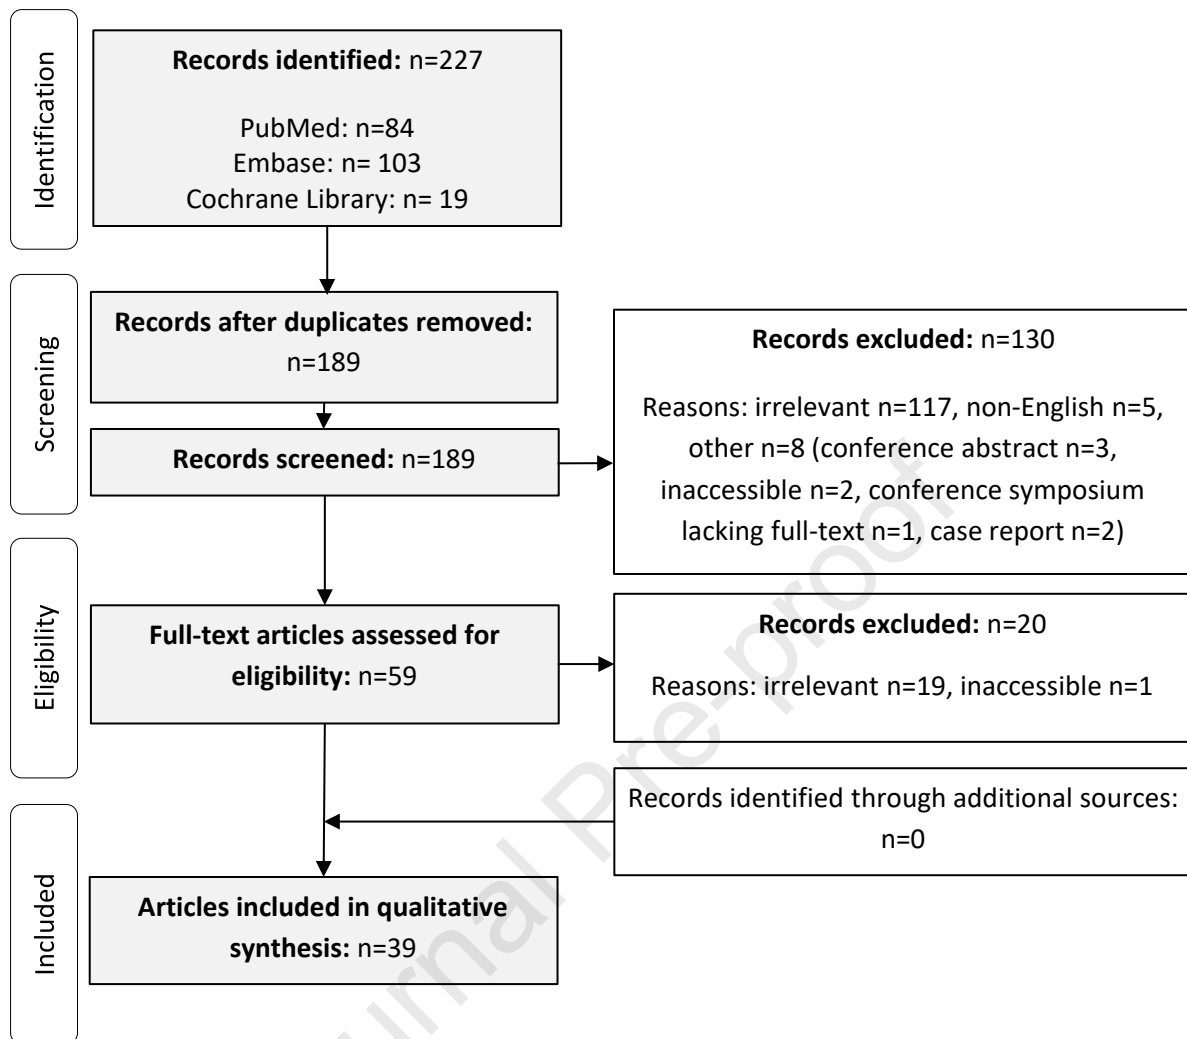 Identification
Records identified: n=227
PubMed: n=84
Embase: n= 103
Cochrane Library: n= 19
Screening
Records after duplicates removed:
n=189
Records screened: n=189
Records excluded: n=130
Reasons: irrelevant n=117, non-English n=5,
other n=8 (conference abstract n=3,
inaccessible n=2, conference symposium
lacking full-text n=1, case report n=2)
Eligibility
Full-text articles assessed for
eligibility: n=59
Records excluded: n=20
Reasons: irrelevant n=19, inaccessible n=1
Records identified through additional sources:
n=0
Included
Articles included in qualitative
synthesis: n=39
urnal Pre-proof